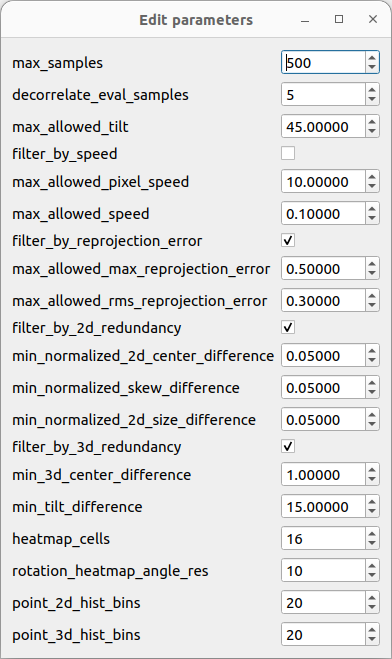 Edit parameters
max_samples 500
decorrelate_eval_samples 5
max_allowed_tilt 45.00000
filter_by_speed
max_allowed_pixel_speed 10.00000
max_allowed_speed 0.10000
filter_by_reprojection_error
max_allowed_max_reprojection_error 0.50000
max_allowed_rms_reprojection_error 0.30000
filter_by_2d_redundancy
min_normalized_2d_center_difference 0.05000
min_normalized_skew_difference 0.05000
min_normalized_2d_size_difference 0.05000
filter_by_3d_redundancy
min_3d_center_difference 1.00000
min_tilt_difference 15.00000
heatmap_cells 16
rotation_heatmap_angle_res 10
point_2d_hist_bins 20
point_3d_hist_bins 20